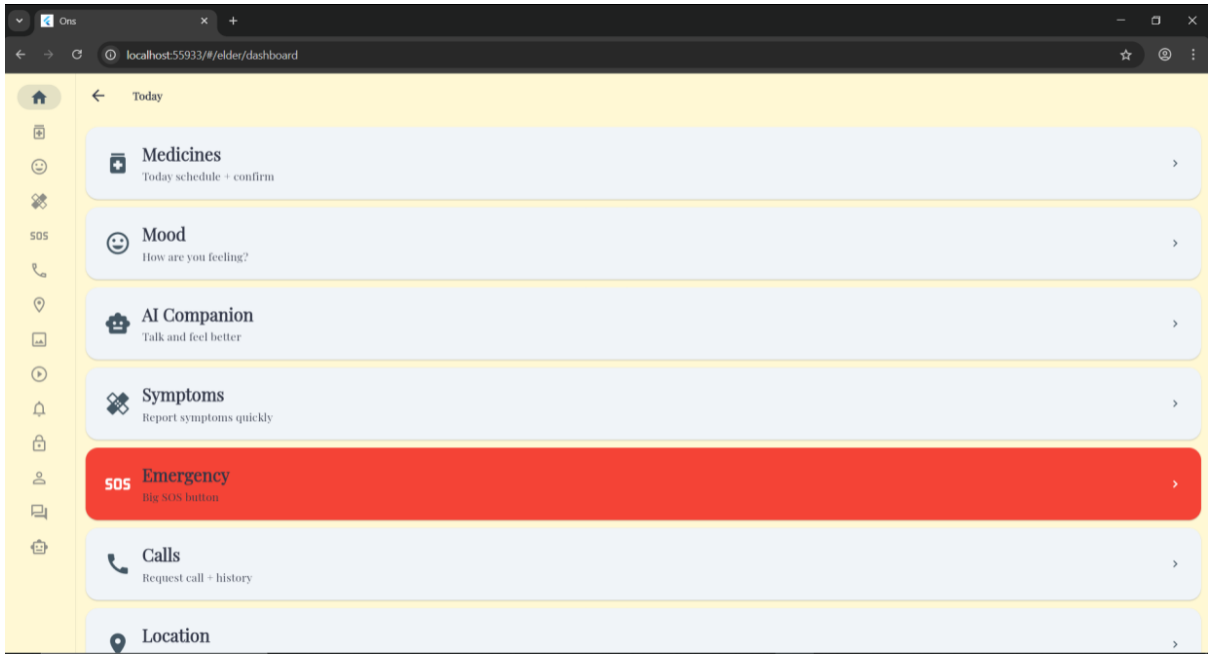 Ons
localhost:55933/#/elder/dashboard
Today
Medicines
Today schedule + confirm
Mood
How are you feeling?
AI Companion
Talk and feel better
Symptoms
Report symptoms quickly
SOS
SOS
Emergency
Big SOS button
Calls
Request call + history
Location